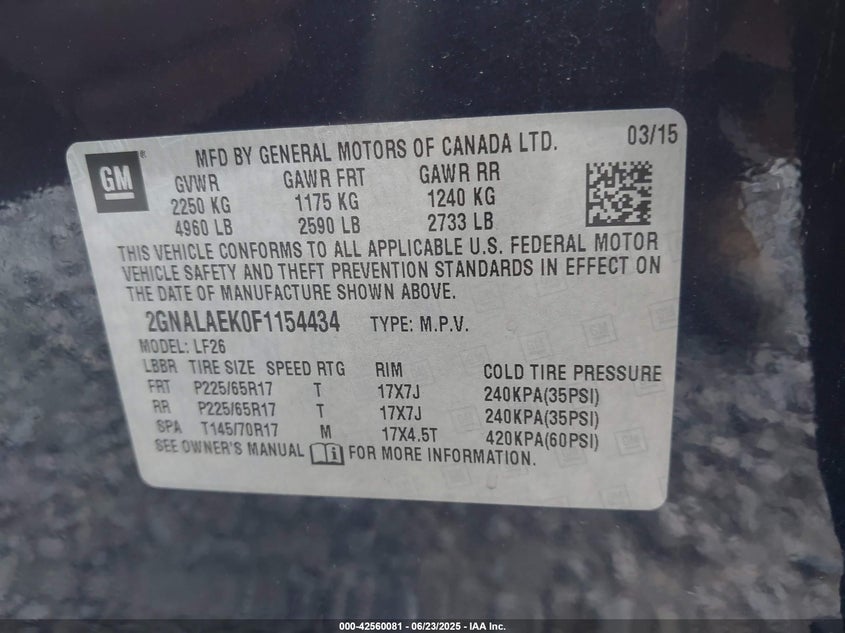 GM ®
MFD BY GENERAL MOTORS OF CANADA LTD. 03/15
GVWR GAWR FRT GAWR RR
2250 KG 1175 KG 1240 KG
4960 LB 2590 LB 2733 LB
THIS VEHICLE CONFORMS TO ALL APPLICABLE U.S. FEDERAL MOTOR
VEHICLE SAFETY AND THEFT PREVENTION STANDARDS IN EFFECT ON
THE DATE OF MANUFACTURE SHOWN ABOVE.
2GNALAEK0F1154434 TYPE: M.P.V.
MODEL: LF26
LBBR TIRE SIZE SPEED RTG RIM COLD TIRE PRESSURE
FRT P225/65R17 T 17X7J 240KPA(35PSI)
RR P225/65R17 T 17X7J 240KPA(35PSI)
SPA T145/70R17 M 17X4.5T 420KPA(60PSI)
SEE OWNER'S MANUAL i FOR MORE INFORMATION.
000-42560081 - 06/23/2025 - IAA Inc.